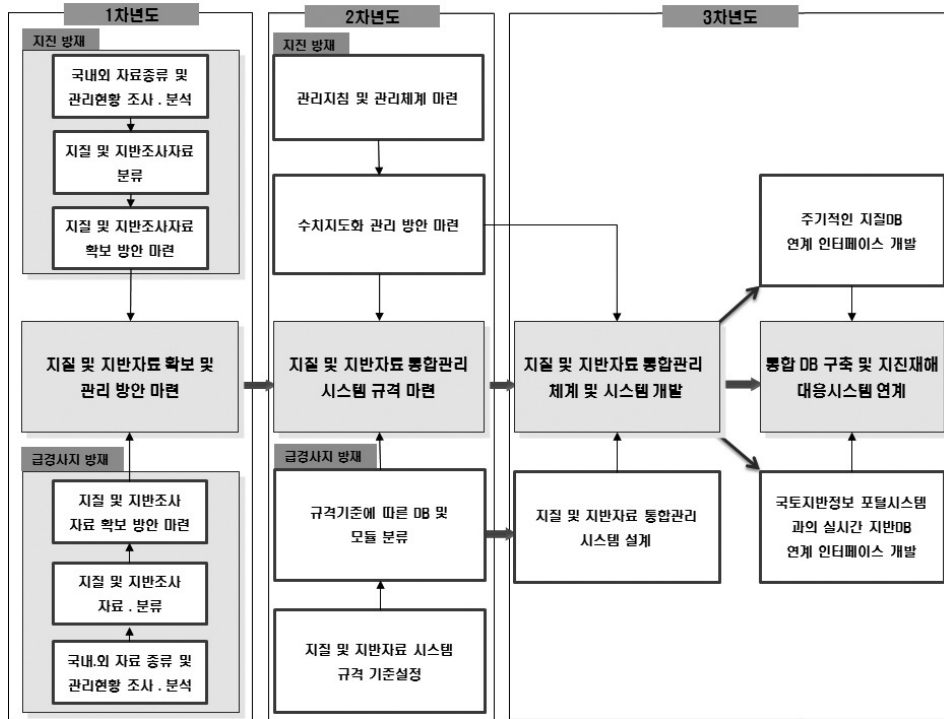 1차년도
지진 방재
국내외 자료종류 및
관리현황 조사 . 분석
지질 및 지반조사자료
분류
지질 및 지반조사자료
확보 방안 마련
지질 및 지반자료 확보 및
관리 방안 마련
급경사지 방재
지질 및 지반조사
자료 확보 방안 마련
지질 및 지반조사
자료 . 분류
국내.외 자료 종류 및
관리현황 조사 . 분석
2차년도
지진 방재
관리지침 및 관리체계 마련
수치지도화 관리 방안 마련
지질 및 지반자료 통합관리
시스템 규격 마련
급경사지 방재
규격기준에 따른 DB 및
모듈 분류
지질 및 지반자료 시스템
규격 기준설정
3차년도
주기적인 지질DB
연계 인터페이스 개발
지질 및 지반자료 통합관리
체계 및 시스템 개발
통합 DB 구축 및 지진재해
대응시스템 연계
지질 및 지반자료 통합관리
시스템 설계
국토지반정보 포털시스템
과의 실시간 지반DB
연계 인터페이스 개발